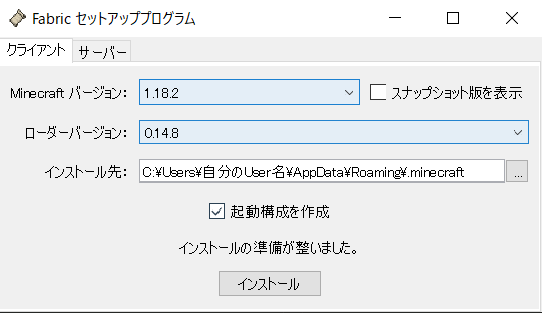 Fabric セットアッププログラム
クライアント サーバー
Minecraft バージョン: 1.18.2 スナップショット版を表示
ローダーバージョン: 0.14.8
インストール先: C:¥Users¥自分のUser名¥AppData¥Roaming¥.minecraft ...
起動構成を作成
インストールの準備が整いました。
インストール